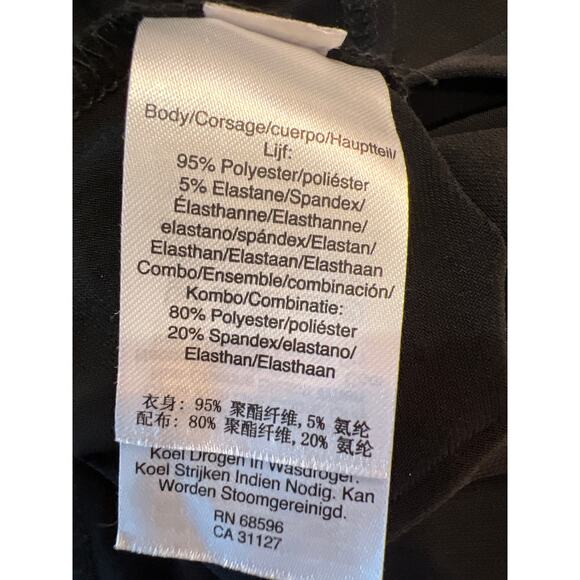 Body/Corsage/cuerpo/Hauptteil/
Lijf:
95% Polyester/poliéster
5% Elastane/Spandex/
Élasthanne/Elasthanne/
elastano/spándex/Elastan/
Elasthan/Elastaan/Elasthaan
Combo/Ensemble/combinación/
Kombo/Combinatie:
80% Polyester/poliéster
20% Spandex/elastano/
Elasthan/Elasthaan
衣身: 95% 聚酯纤维,5% 氨纶
配布: 80% 聚酯纤维,20% 氨纶
Koel Drogen In Wasdroger.
Koel Strijken Indien Nodig. Kan
Worden Stoomgereinigd.
RN 68596
CA 31127